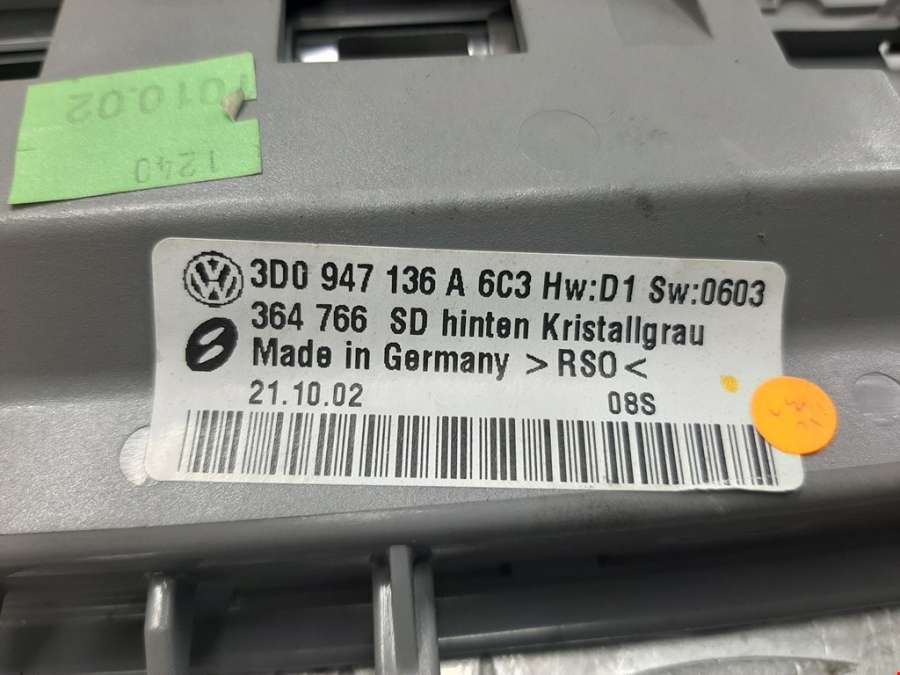 1010.02
1240
3D0 947 136 A 6C3 Hw:D1 Sw:0603
364 766 SD hinten Kristallgrau
Made in Germany >RSO<
21.10.02 08S